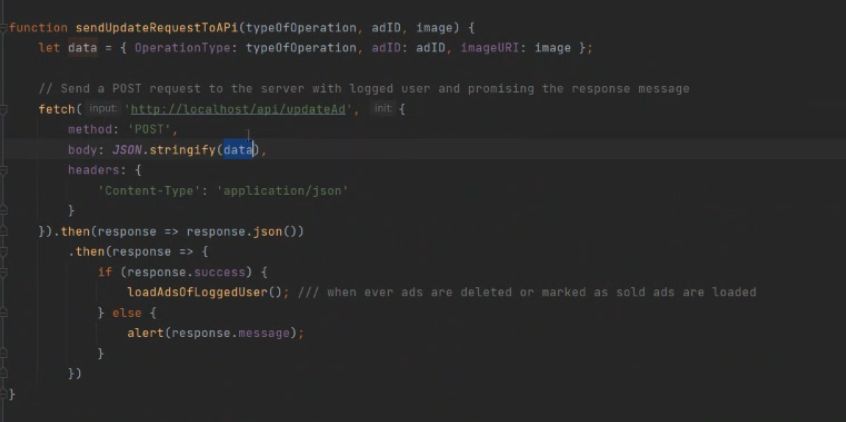 function sendUpdateRequestToAPi(typeOfOperation, adID, image) {
let data = { OperationType: typeOfOperation, adID: adID, imageURI: image };
// Send a POST request to the server with logged user and promising the response message
fetch( input: 'http://localhost/api/updateAd', init: {
method: 'POST',
body: JSON.stringify(data),
headers: {
'Content-Type': 'application/json'
}
}).then(response => response.json())
.then(response => {
if (response.success) {
loadAdsOfLoggedUser(); /// when ever ads are deleted or marked as sold ads are loaded
} else {
alert(response.message);
}
})
}